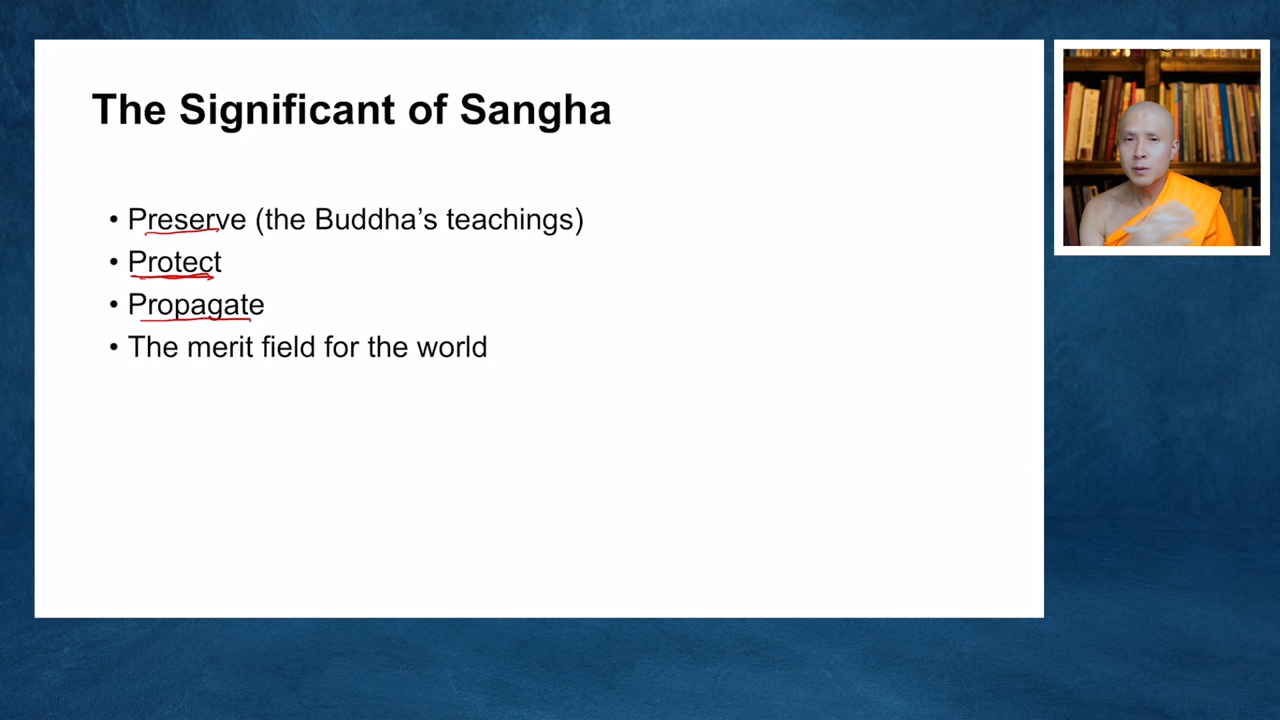 The Significant of Sangha
• Preserve (the Buddha’s teachings)
• Protect
• Propagate
• The merit field for the world